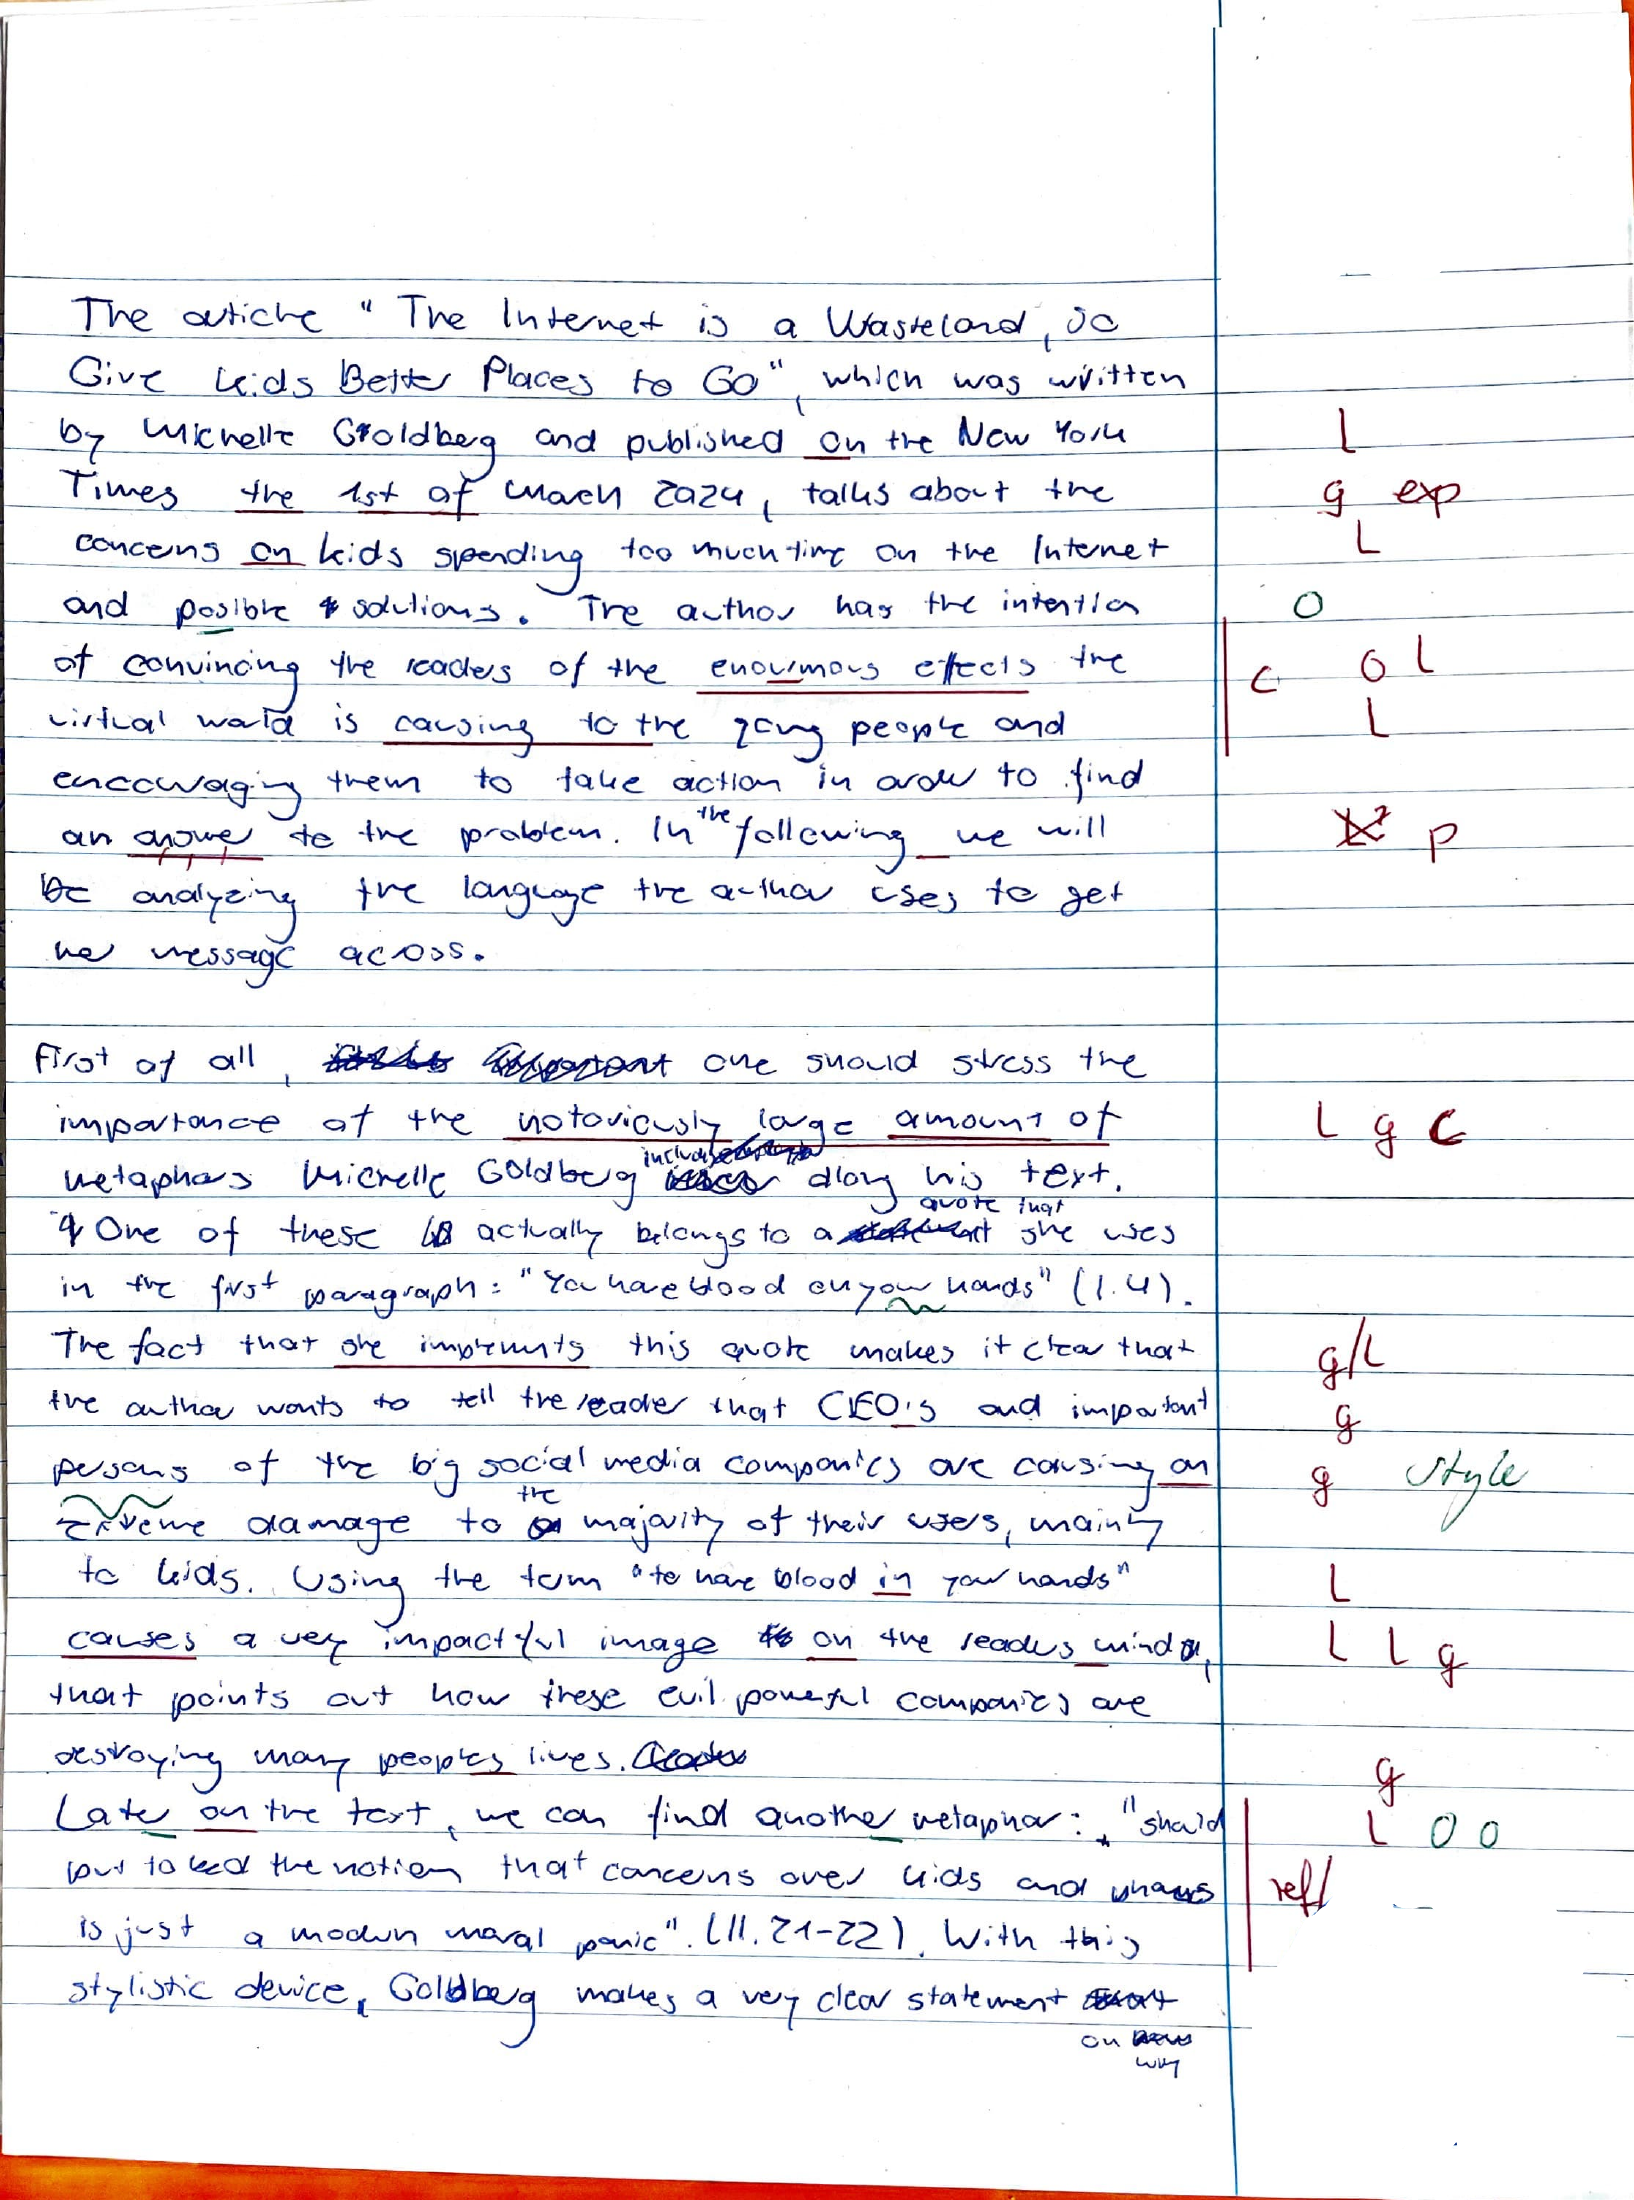 The article "The Internet is a Wasteland, so
Give kids Better Places to Go", which was written
by Michelle Goldberg and published on the New York L
Times the 1st of March 2024, talks about the g exp
concerns on kids spending too much time on the Internet L
and posible solutions. The author has the intention O
of convincing the readers of the enourmous effects the C O L
virtual world is causing to the yong people and L
encouraging them to take action in order to find
an answer to the problem. In the following we will p
be analyzing the language the author uses to get
her message across.
First of all, one should stress the
importance of the notoriously large amount of L g C
metaphors Michelle Goldberg includes along his text.
One of these actually belongs to a quote that she uses
in the first paragraph: "You have blood on your hands" (l.4).
The fact that she implements this quote makes it clear that g/L
the author wants to tell the reader that CEO's and important g
persons of the big social media companies are causing an g style
extreme damage to the majority of their users, mainly
to kids. Using the term "to have blood in your hands" L
causes a very impactful image on the readers mind, L L g
that points out how these evil powerful companies are
destroying many peoples lives. g
Later on the text, we can find another metaphor: "should L O O
put to bed the notion that concerns over kids and phones ref/
is just a modern moral panic". (ll. 21-22). With this
stylistic device, Goldberg makes a very clear statement
on why